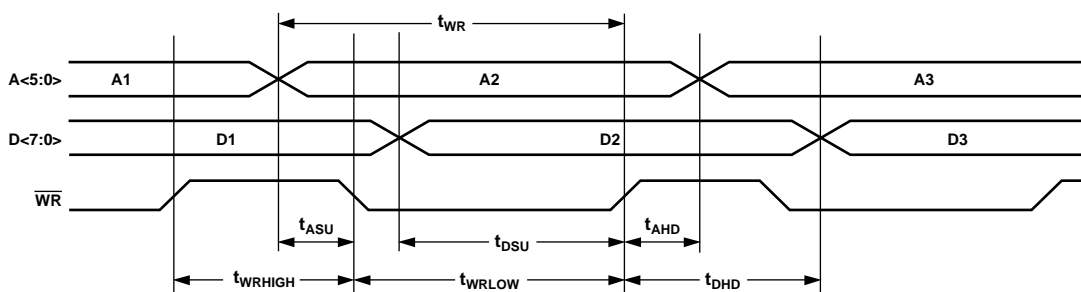 tWR
A<5:0> A1 A2 A3
D<7:0> D1 D2 D3
WR
tASU tDSU tAHD
tWRHIGH tWRLOW tDHD